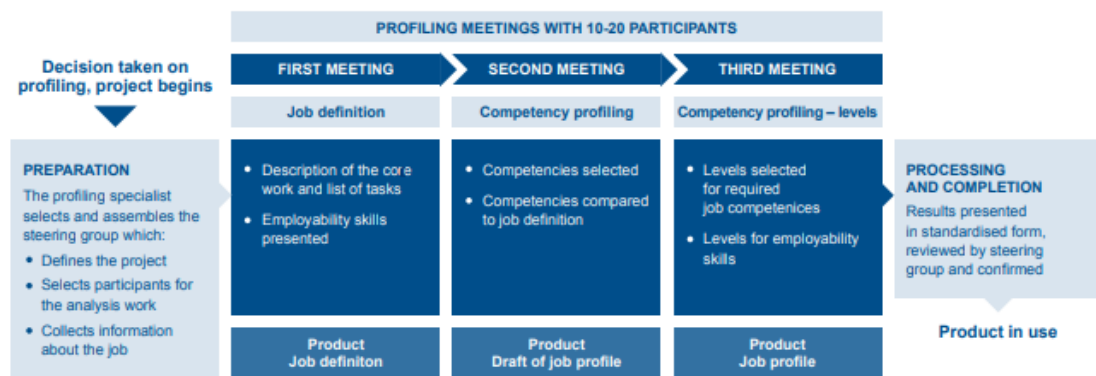 PROFILING MEETINGS WITH 10-20 PARTICIPANTS
Decision taken on
profiling, project begins
FIRST MEETING
SECOND MEETING
THIRD MEETING
Job definition
Competency profiling
Competency profiling – levels
PREPARATION
The profiling specialist
selects and assembles the
steering group which:
• Defines the project
• Selects participants for
the analysis work
• Collects information
about the job
• Description of the core
work and list of tasks
• Employability skills
presented
• Competencies selected
• Competencies compared
to job definition
• Levels selected
for required
job competenices
• Levels for employability
skills
PROCESSING
AND COMPLETION
Results presented
in standardised form,
reviewed by steering
group and confirmed
Product
Job definiton
Product
Draft of job profile
Product
Job profile
Product in use